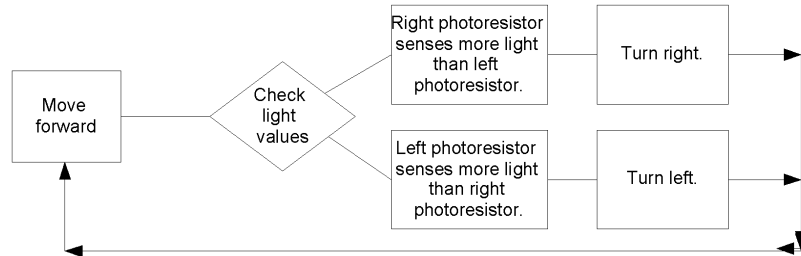 Move
forward
Check
light
values
Right photoresistor
senses more light
than left
photoresistor.
Turn right.
Left photoresistor
senses more light
than right
photoresistor.
Turn left.